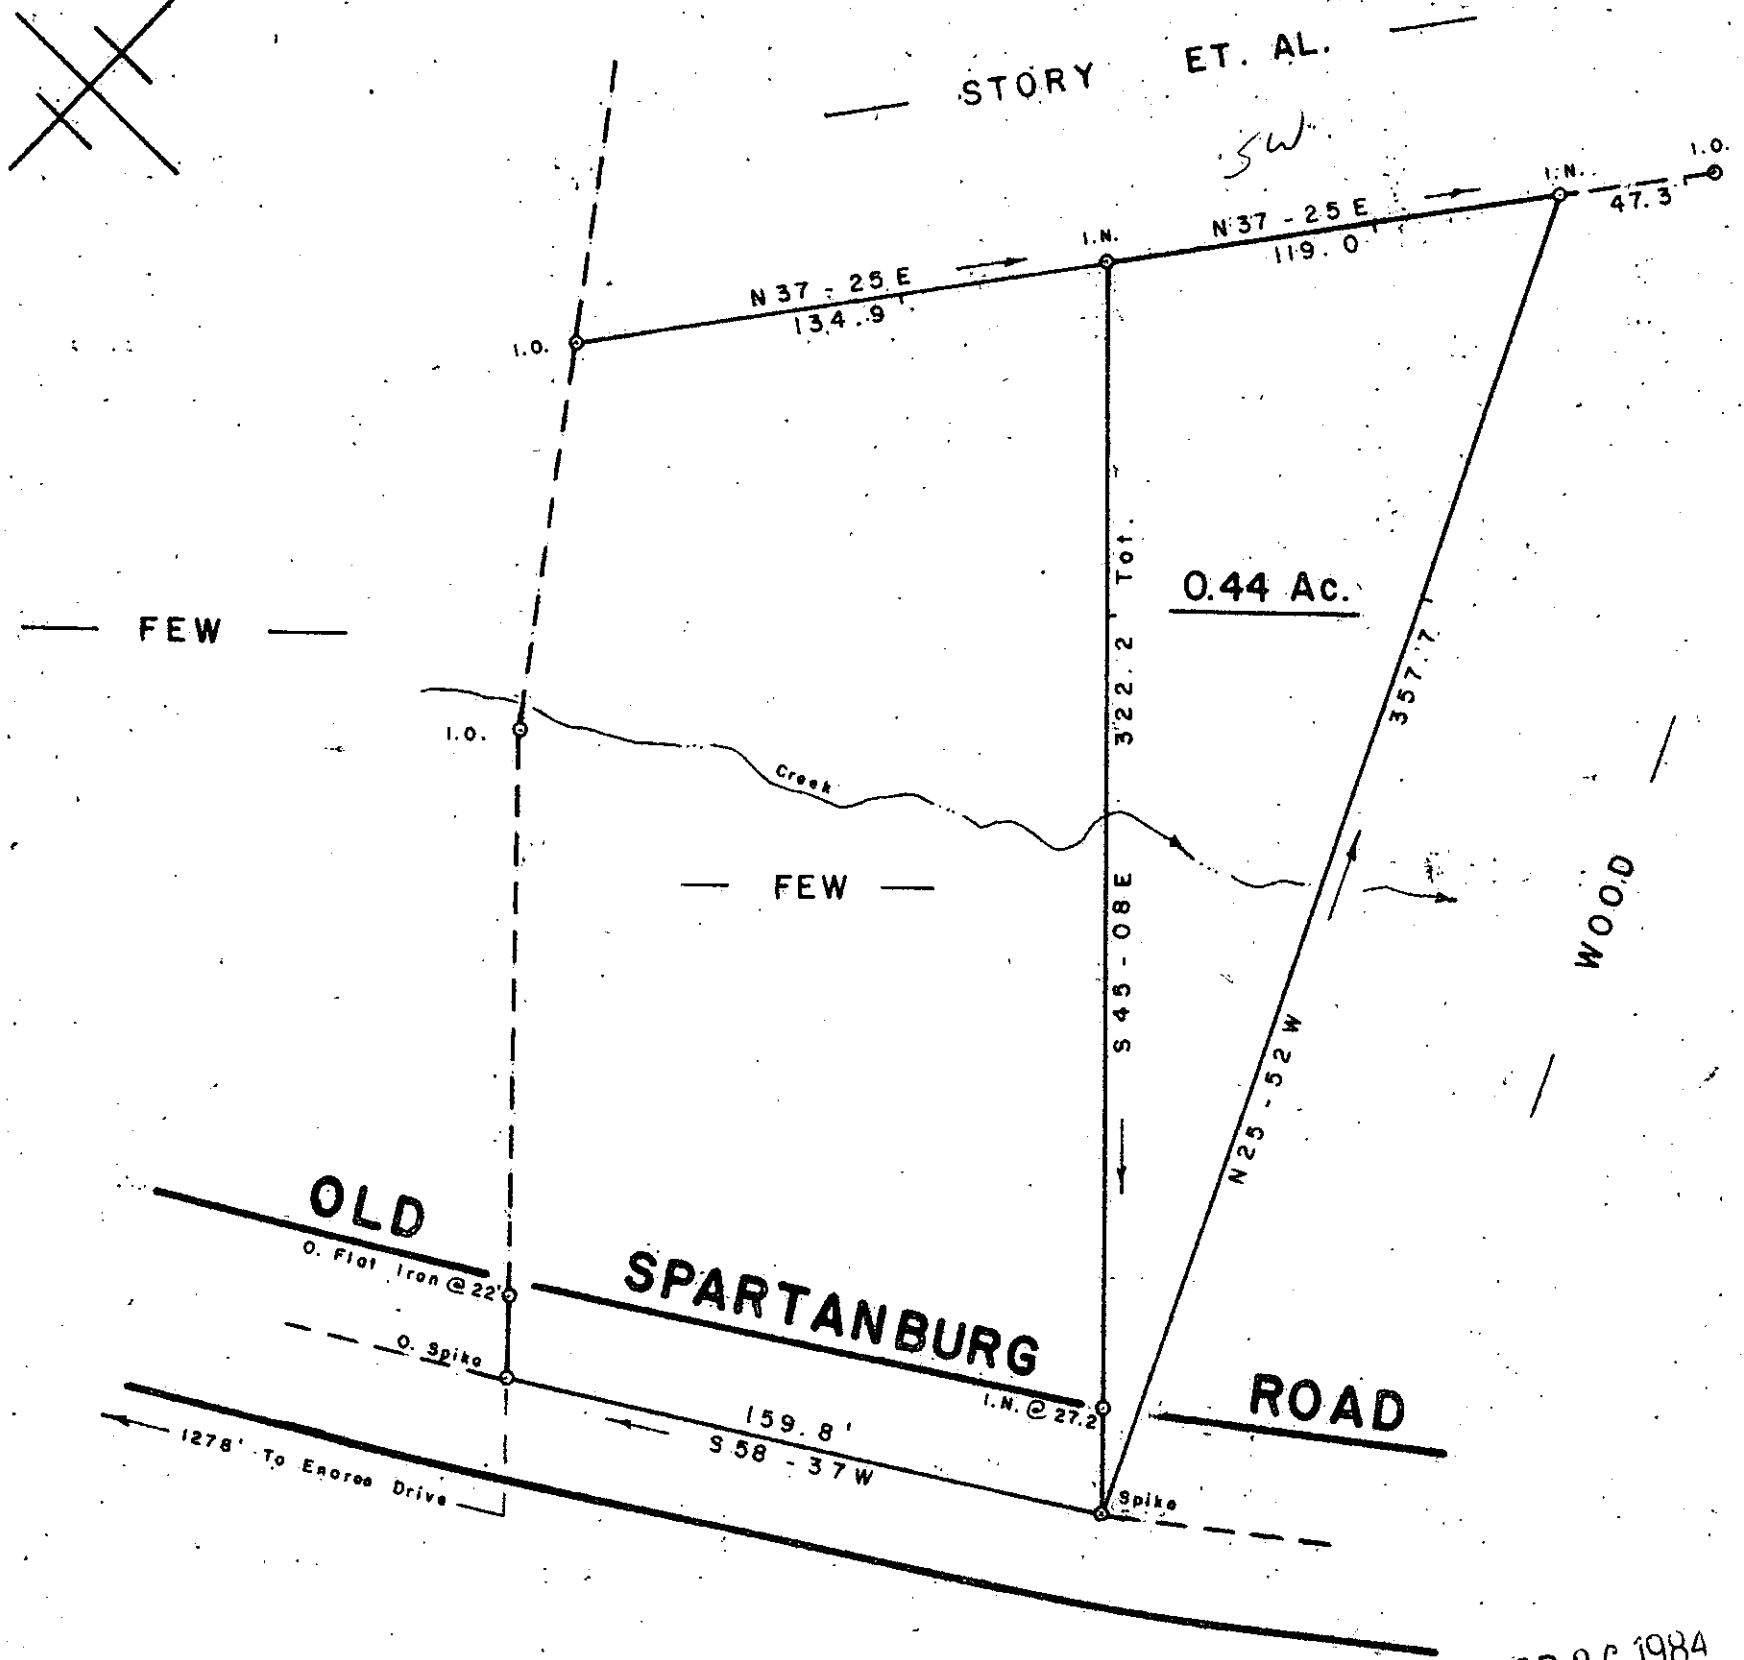 STORY ET. AL.
SW
I.O.
I.N.
47.3
N 37 - 25 E
119.0
I.N.
N 37 - 25 E
134.9
I.O.
322.2 Tot.
S 45 - 08 E
0.44 Ac.
FEW
357.7
N 25 - 52 W
I.O.
Creek
FEW
WOOD
OLD SPARTANBURG ROAD
O. Flat Iron @ 22'
O. Spike
I.N. @ 27.2
159.8'
S 58 - 37 W
1278' To Enoree Drive
Spike
1984